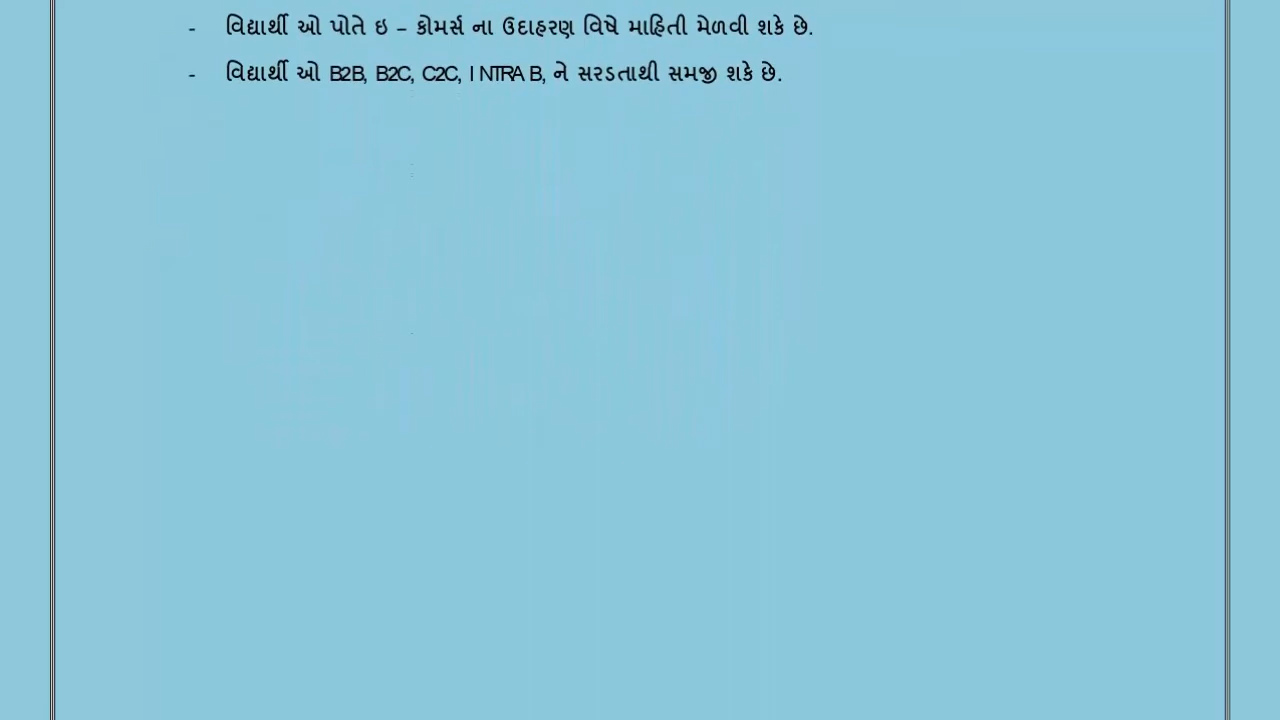 - વિદ્યાર્થી ઓ પોતે ઇ – કોમર્સ ના ઉદાહરણ વિષે માહિતી મેળવી શકે છે.
- વિદ્યાર્થી ઓ B2B, B2C, C2C, I NTRA B, ને સરડતાથી સમજી શકે છે.